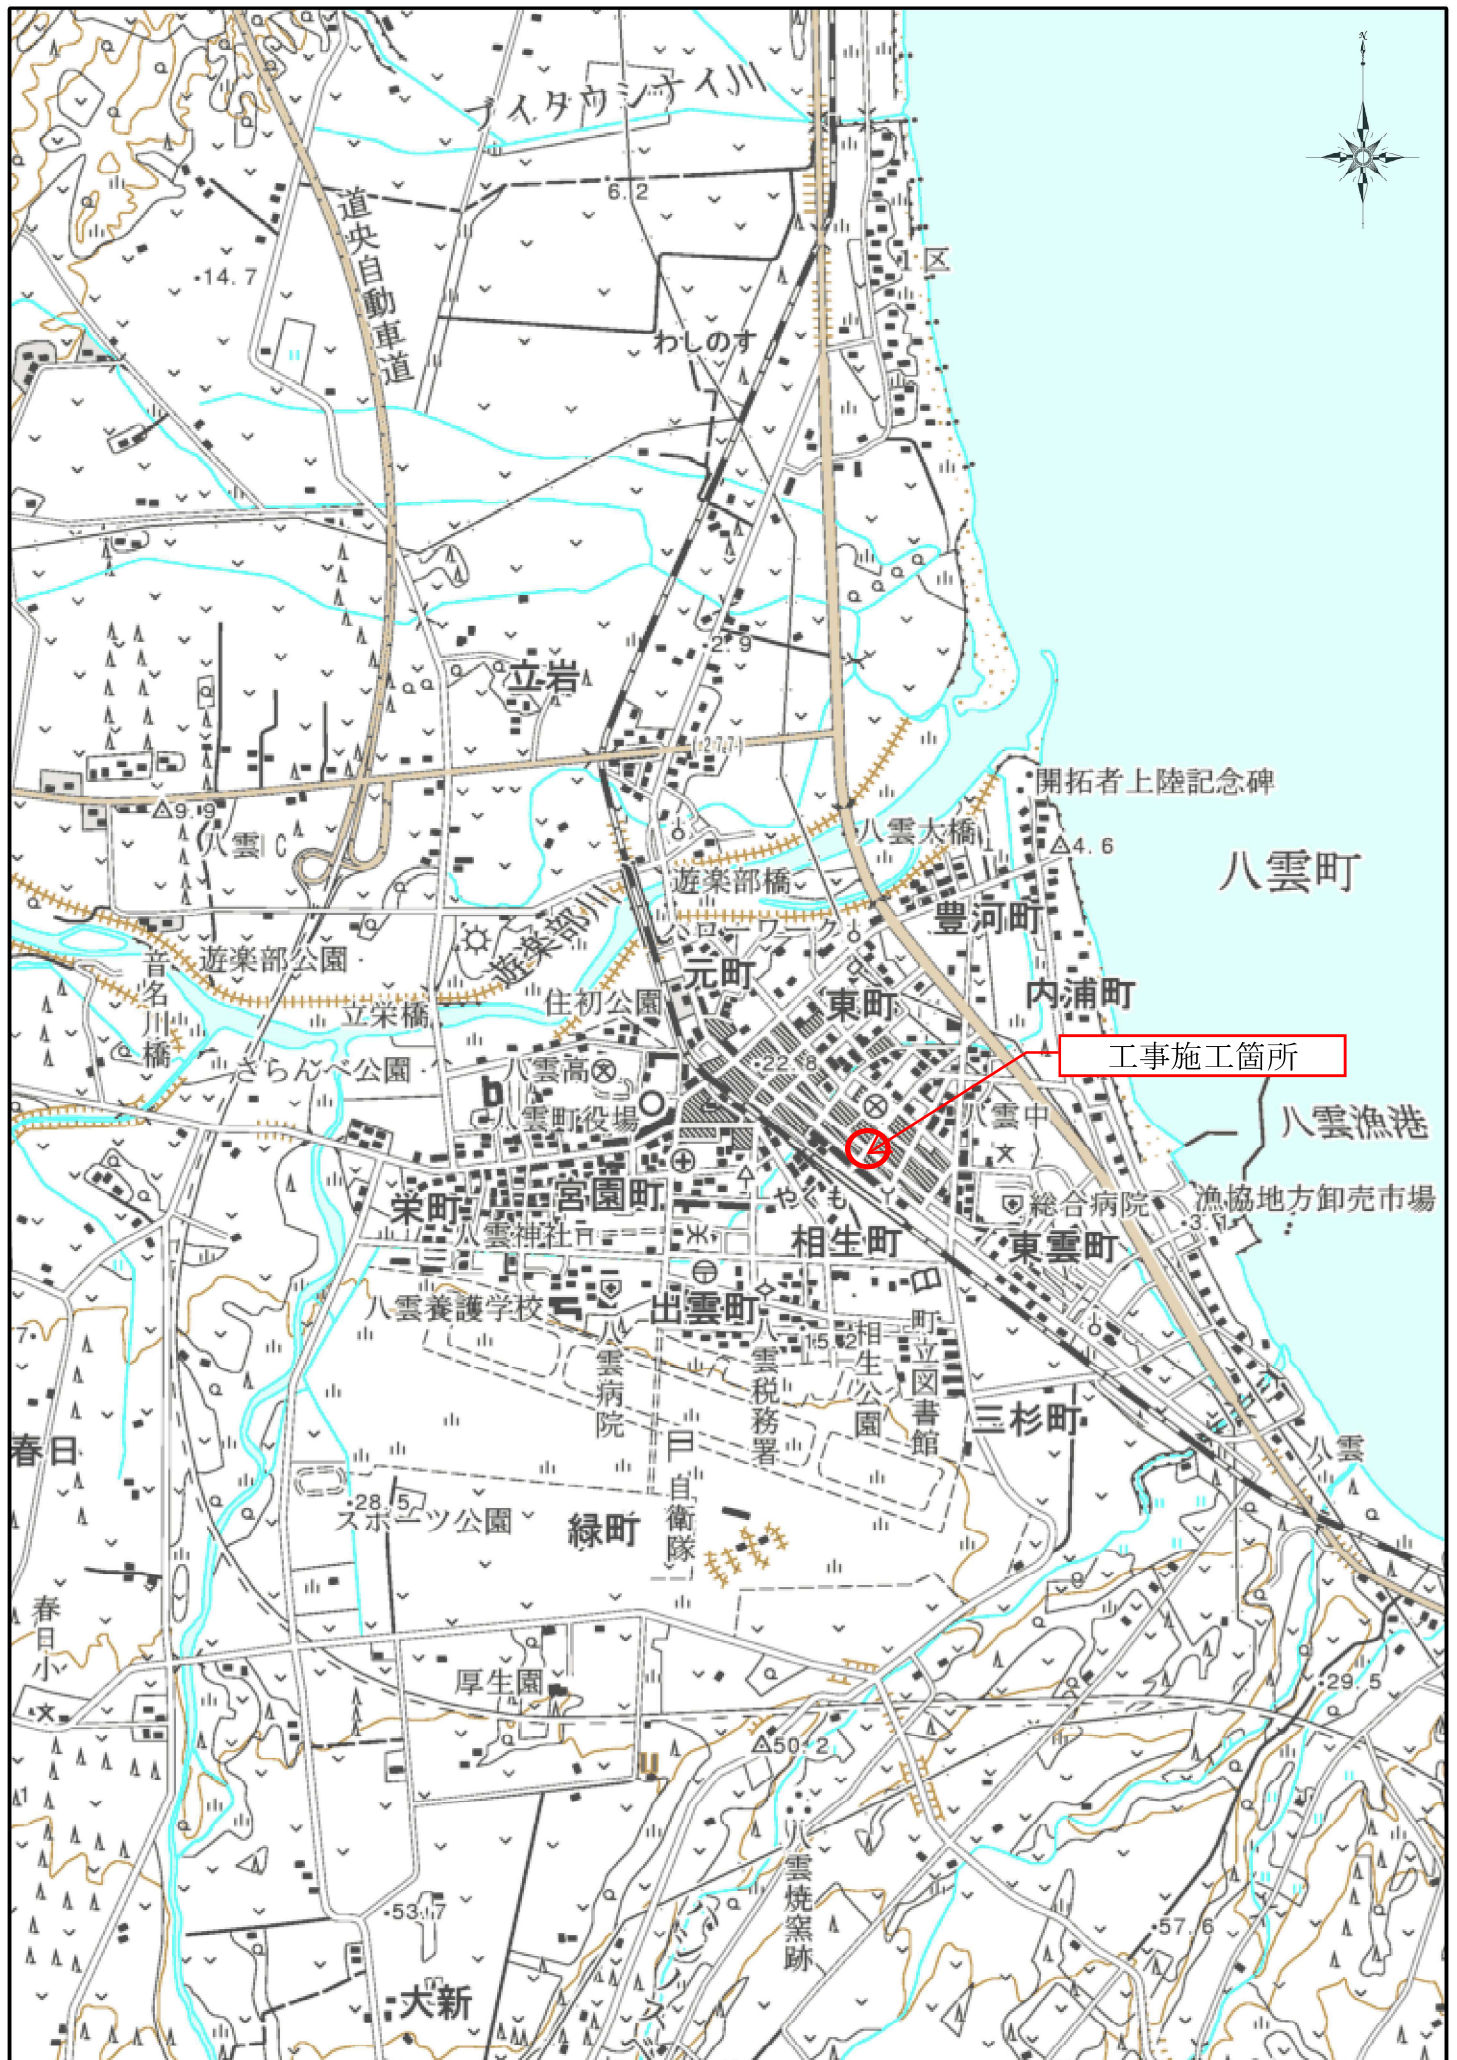 ブイタウシナイ川
6.2
道央自動車道
1区
14.7
わしのす
2.9
立岩
(277)
開拓者上陸記念碑
9.9
八雲IC
八雲大橋
4.6
八雲町
遊楽部橋
豊河町
遊楽部川
ハローワーク
遊楽部公園
音名川橋
元町
東町
内浦町
立栄橋
住初公園
工事施工箇所
22.8
さらんべ公園
八雲高
八雲町役場
八雲中
八雲漁港
栄町
宮園町
やくも
総合病院
漁協地方卸売市場
3.1
八雲神社
相生町
東雲町
八雲養護学校
出雲町
八雲病院
八雲税務署
15.2
相生公園
町立図書館
三杉町
春日
八雲
28.5
スポーツ公園
緑町
自衛隊
春日小
厚生園
29.5
50.2
八雲焼窯跡
53.7
57.6
大新